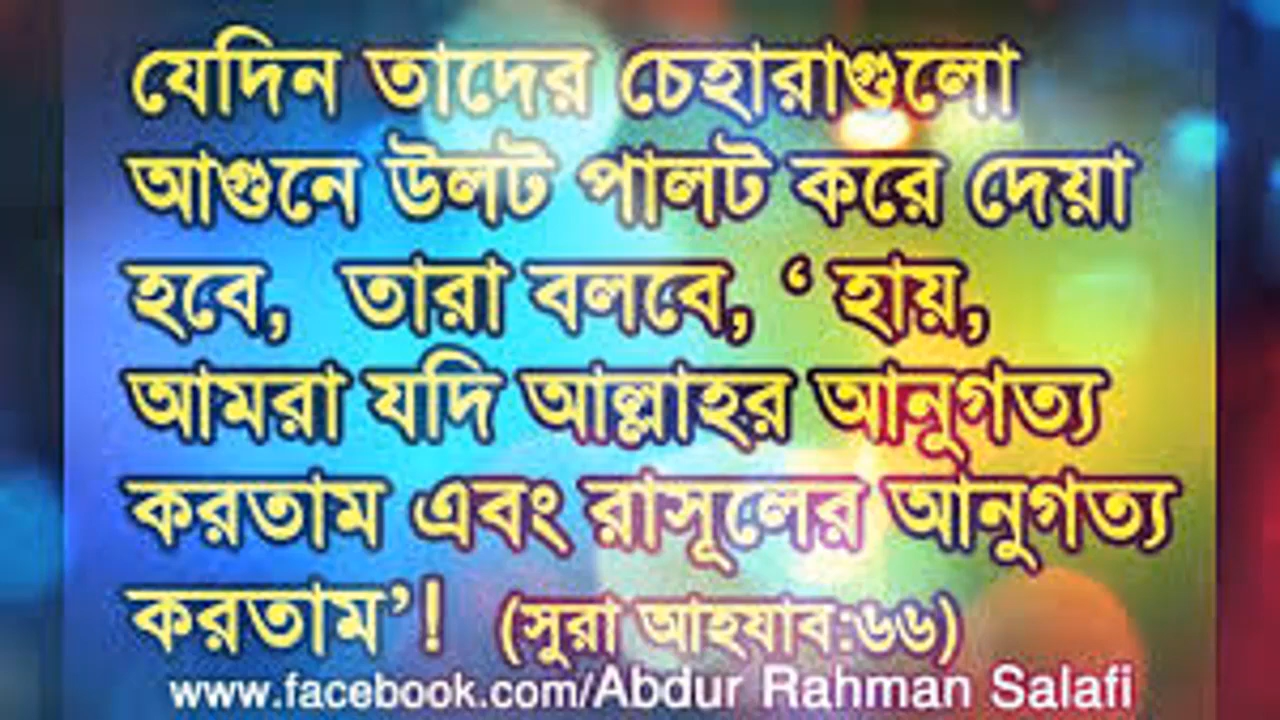 যেদিন তাদের চেহারাগুলো
আগুনে উলট পালট করে দেয়া
হবে, তারা বলবে, ‘ হায়,
আমরা যদি আল্লাহর আনূগত্য
করতাম এবং রাসূলের আনুগত্য
করতাম’! (সুরা আহযাব:৬৬)
www.facebook.com/Abdur Rahman Salafi